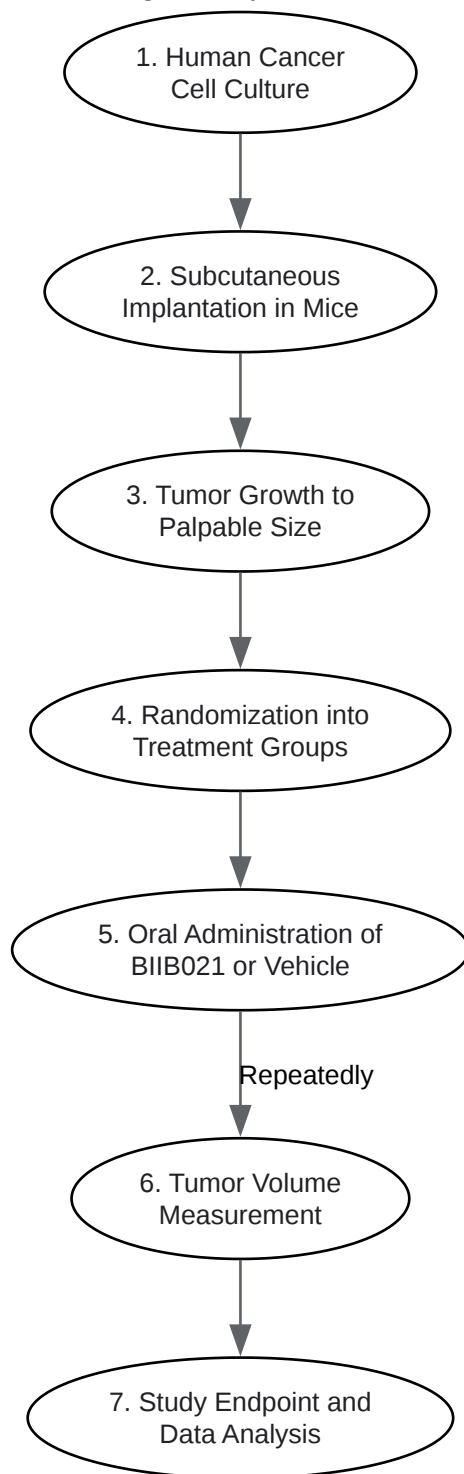 1. Human Cancer
Cell Culture
2. Subcutaneous
Implantation in Mice
3. Tumor Growth to
Palpable Size
4. Randomization into
Treatment Groups
5. Oral Administration of
BIIB021 or Vehicle
Repeatedly
6. Tumor Volume
Measurement
7. Study Endpoint and
Data Analysis